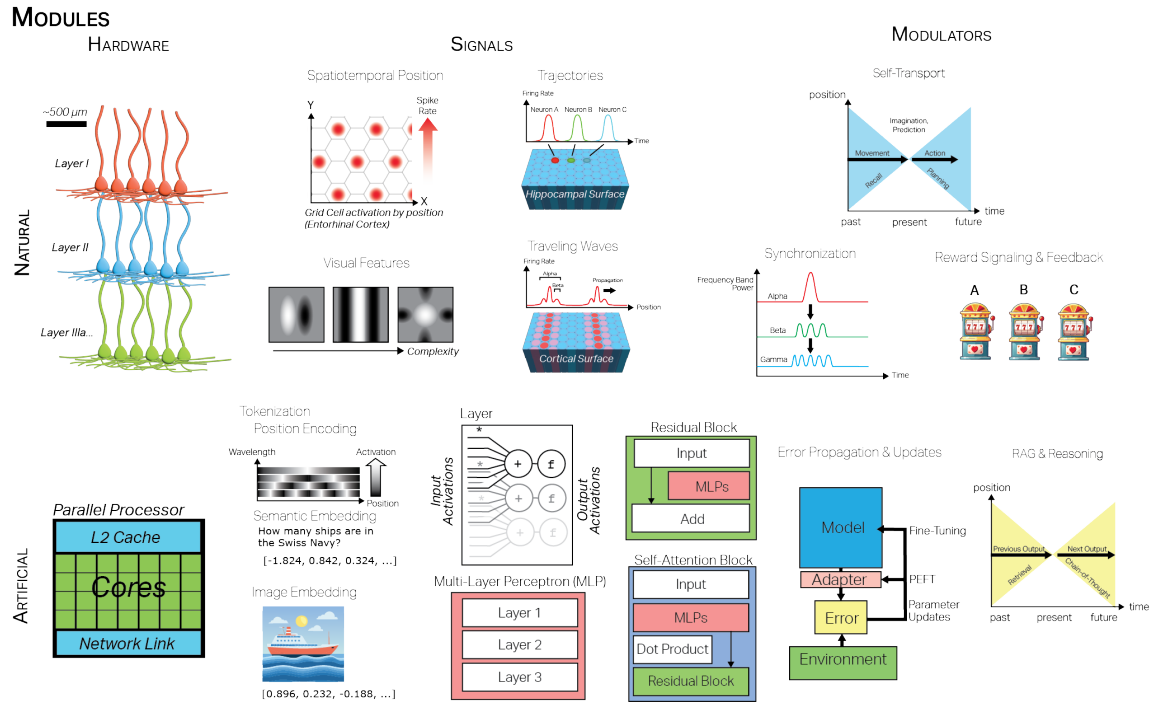 MODULES
HARDWARE
SIGNALS
MODULATORS
NATURAL
~500 µm
Layer I
Layer II
Layer IIIa...
Spatiotemporal Position
Y
Spike
Rate
X
Grid Cell activation by position
(Entorhinal Cortex)
Trajectories
Firing Rate
Neuron A
Neuron B
Neuron C
Time
Hippocampal Surface
Visual Features
Complexity
Traveling Waves
Firing Rate
Alpha
Beta
Propagation
Position
Cortical Surface
Self-Transport
position
Imagination,
Prediction
Movement
Action
Recall
Planning
time
past
present
future
Synchronization
Frequency Band
Power
Alpha
Beta
Gamma
Time
Reward Signaling & Feedback
A
B
C
777
777
777
ARTIFICIAL
Parallel Processor
L2 Cache
Cores
Network Link
Tokenization
Position Encoding
Wavelength
Activation
Position
Semantic Embedding
How many ships are in
the Swiss Navy?
[-1.824, 0.842, 0.324, ...]
Image Embedding
[0.896, 0.232, -0.188, ...]
Layer
*
*
*
Input
Activations
+
f
+
f
+
f
Output
Activations
Multi-Layer Perceptron (MLP)
Layer 1
Layer 2
Layer 3
Residual Block
Input
MLPs
Add
Self-Attention Block
Input
MLPs
Dot Product
Residual Block
Error Propagation & Updates
Model
Adapter
Error
Environment
Fine-Tuning
PEFT
Parameter
Updates
RAG & Reasoning
position
Previous Output
Next Output
Retrieval
Chain-of-Thought
time
past
present
future